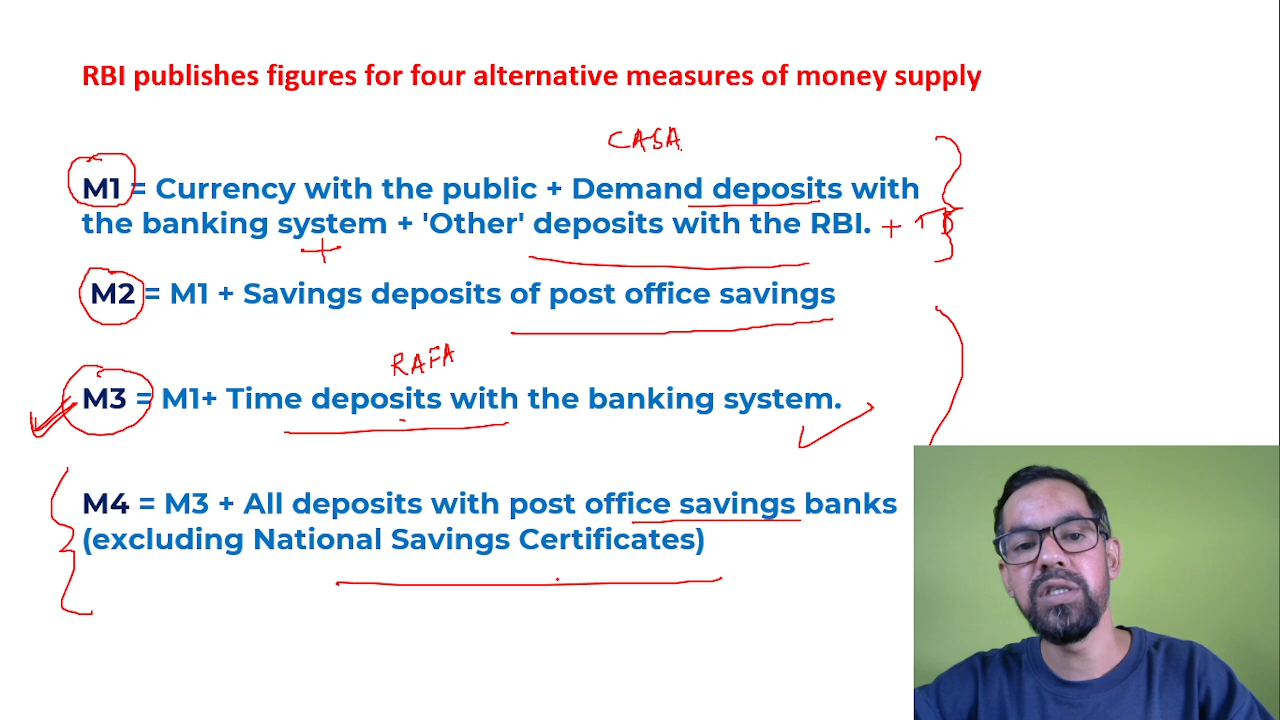 RBI publishes figures for four alternative measures of money supply
CASA
M1 = Currency with the public + Demand deposits with
the banking system + 'Other' deposits with the RBI. + TD
+
M2 = M1 + Savings deposits of post office savings
RAFA
M3 = M1+ Time deposits with the banking system.
M4 = M3 + All deposits with post office savings banks
(excluding National Savings Certificates)